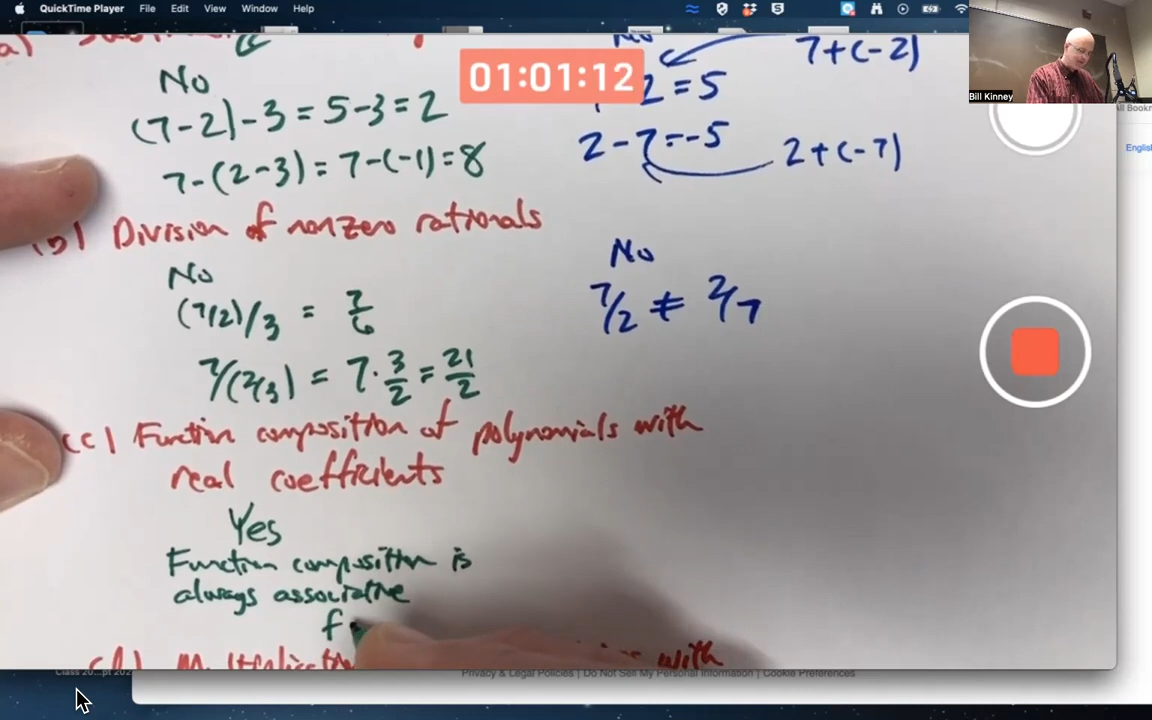 QuickTime Player File Edit View Window Help
01:01:12
Bill Kinney
No
(7-2)-3=5-3=2
7-(2-3)=7-(-1)=8
7+(-2)
2=5
2-7=-5
2+(-7)
(b) Division of nonzero rationals
No
(7/2)/3 = 7/6
7/(2/3) = 7·3/2=21/2
No
7/2 ≠ 2/7
(c) Function composition of polynomials with
real coefficients
Yes
Function composition is
always associative
f
with
English
Privacy & Legal Policies | Do Not Sell My Personal Information | Cookie Preferences